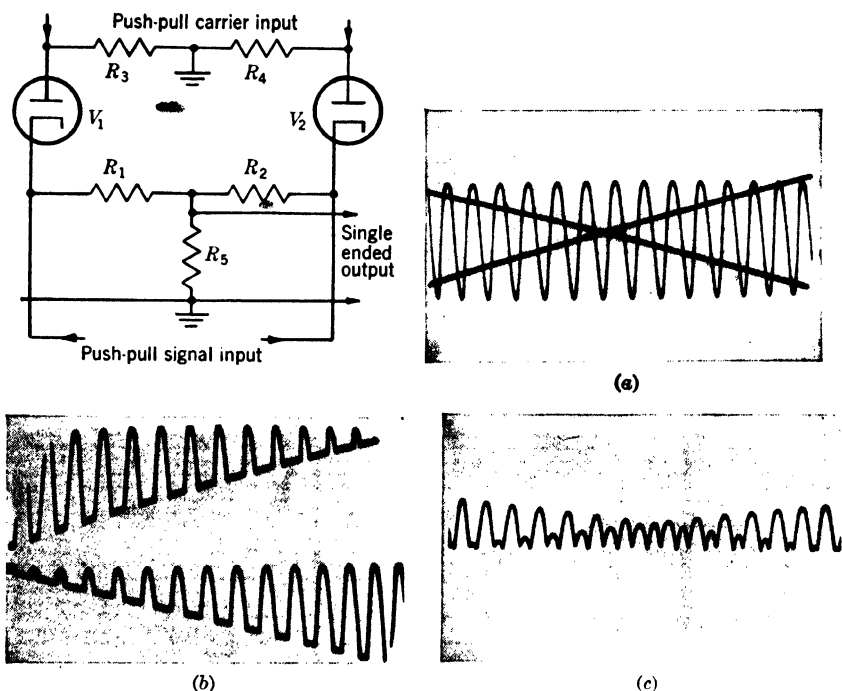 Push-pull carrier input
R3 R4
V1 V2
R1 R2
Single
ended
output
R5
Push-pull signal input
(a)
(b) (c)